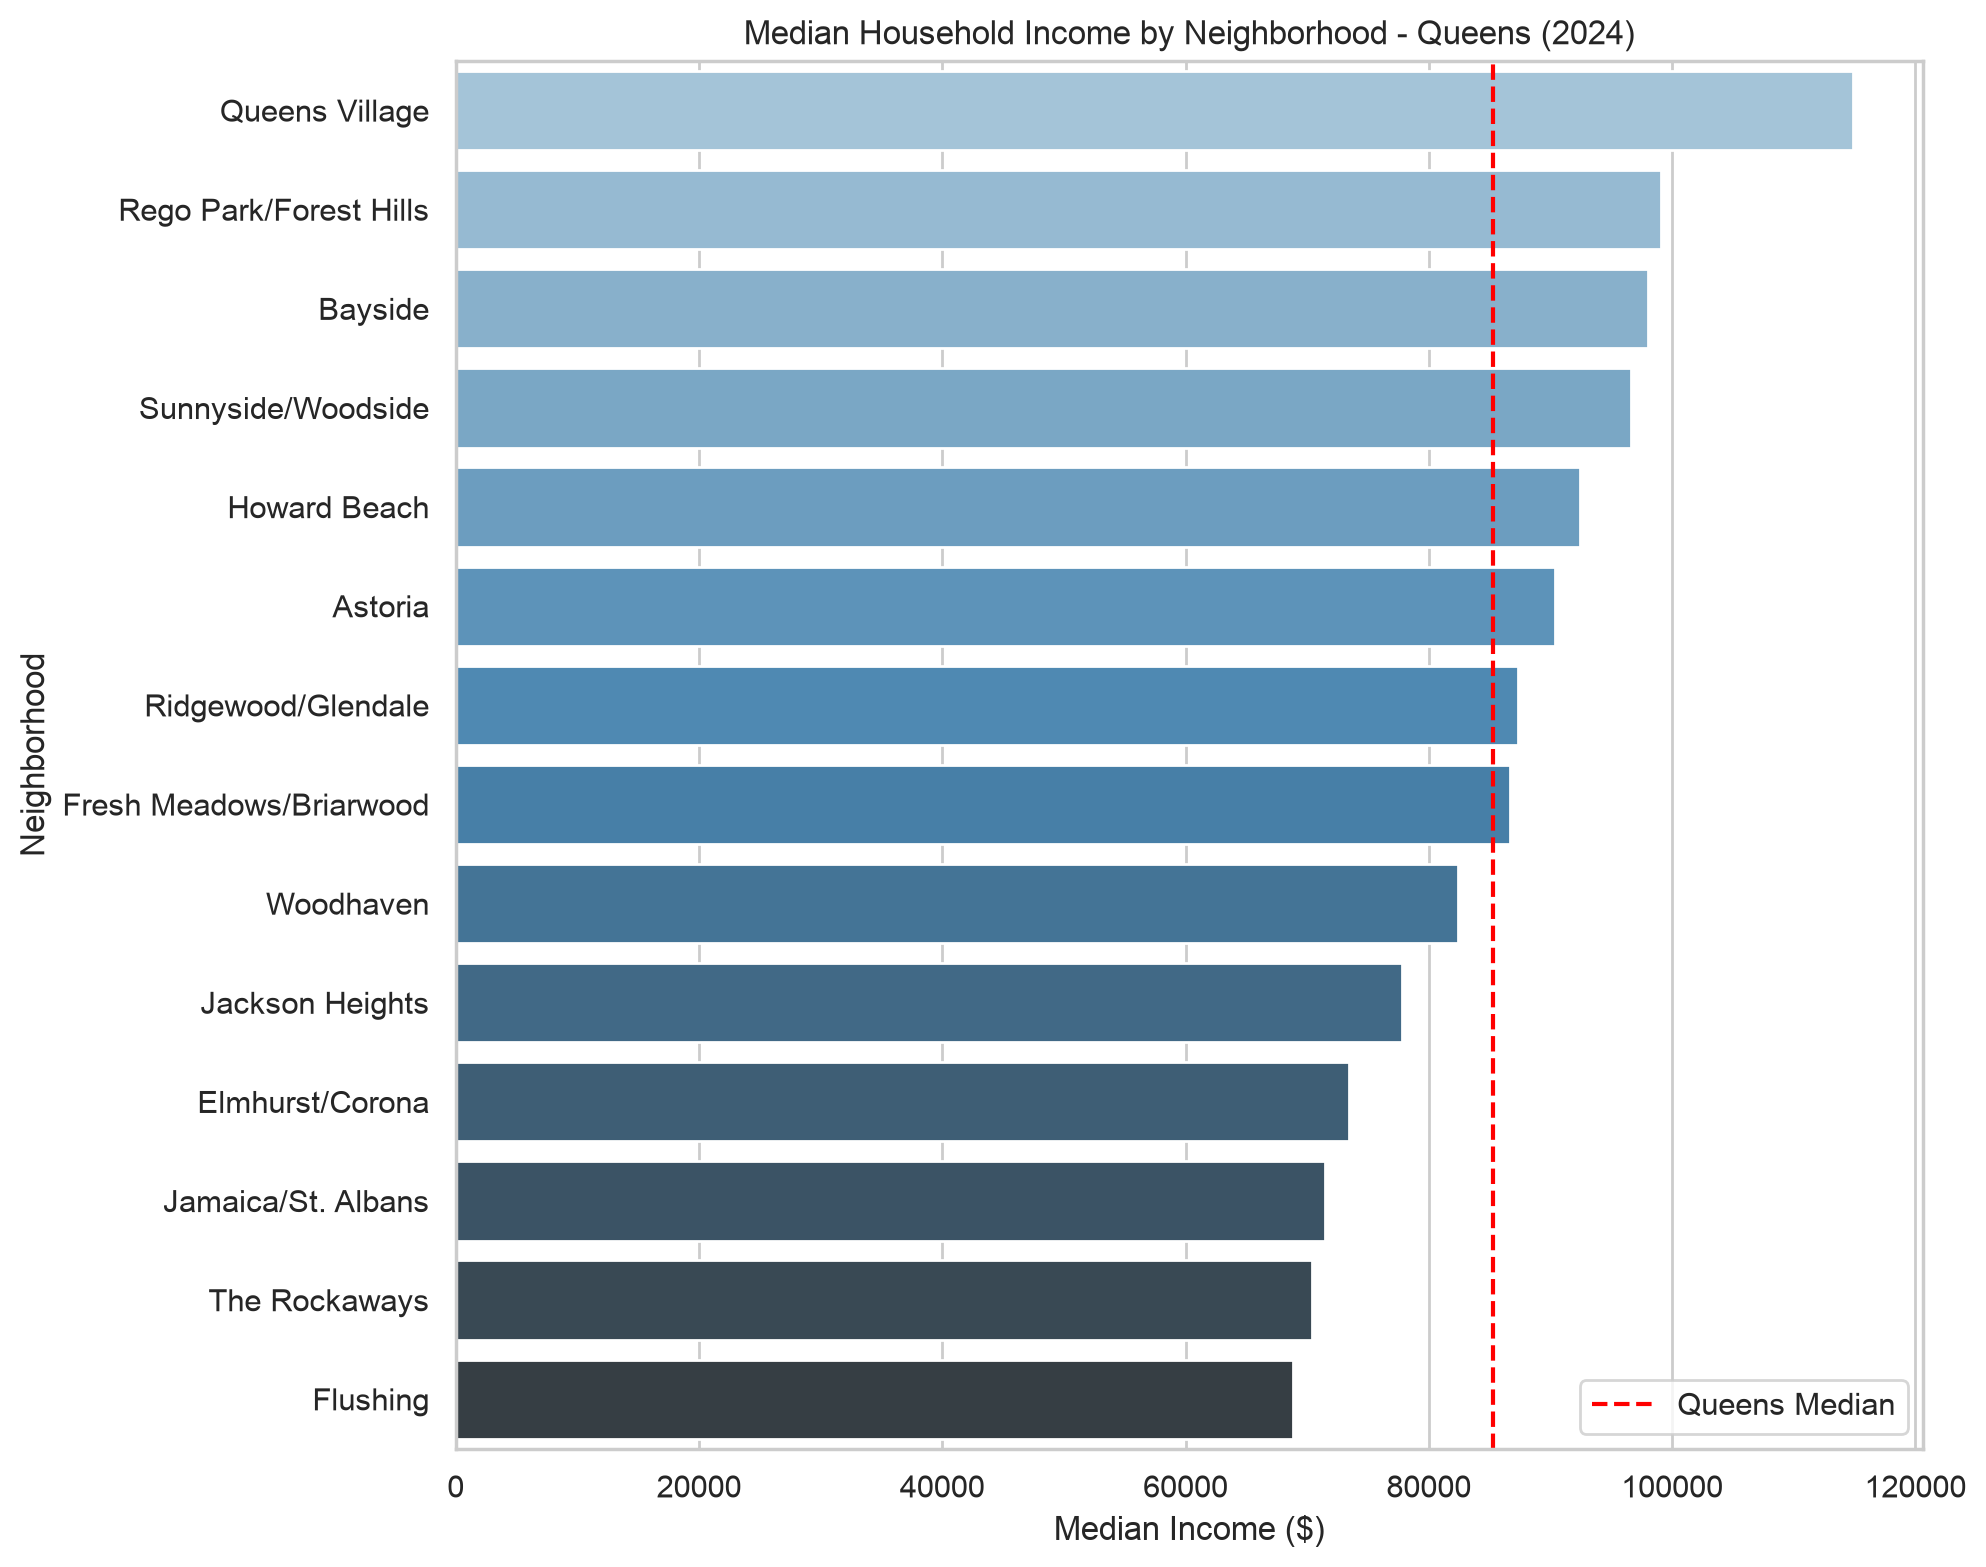 Median Household Income by Neighborhood - Queens (2024)
Neighborhood
Queens Village
Rego Park/Forest Hills
Bayside
Sunnyside/Woodside
Howard Beach
Astoria
Ridgewood/Glendale
Fresh Meadows/Briarwood
Woodhaven
Jackson Heights
Elmhurst/Corona
Jamaica/St. Albans
The Rockaways
Flushing
Queens Median
0 20000 40000 60000 80000 100000 120000
Median Income ($)